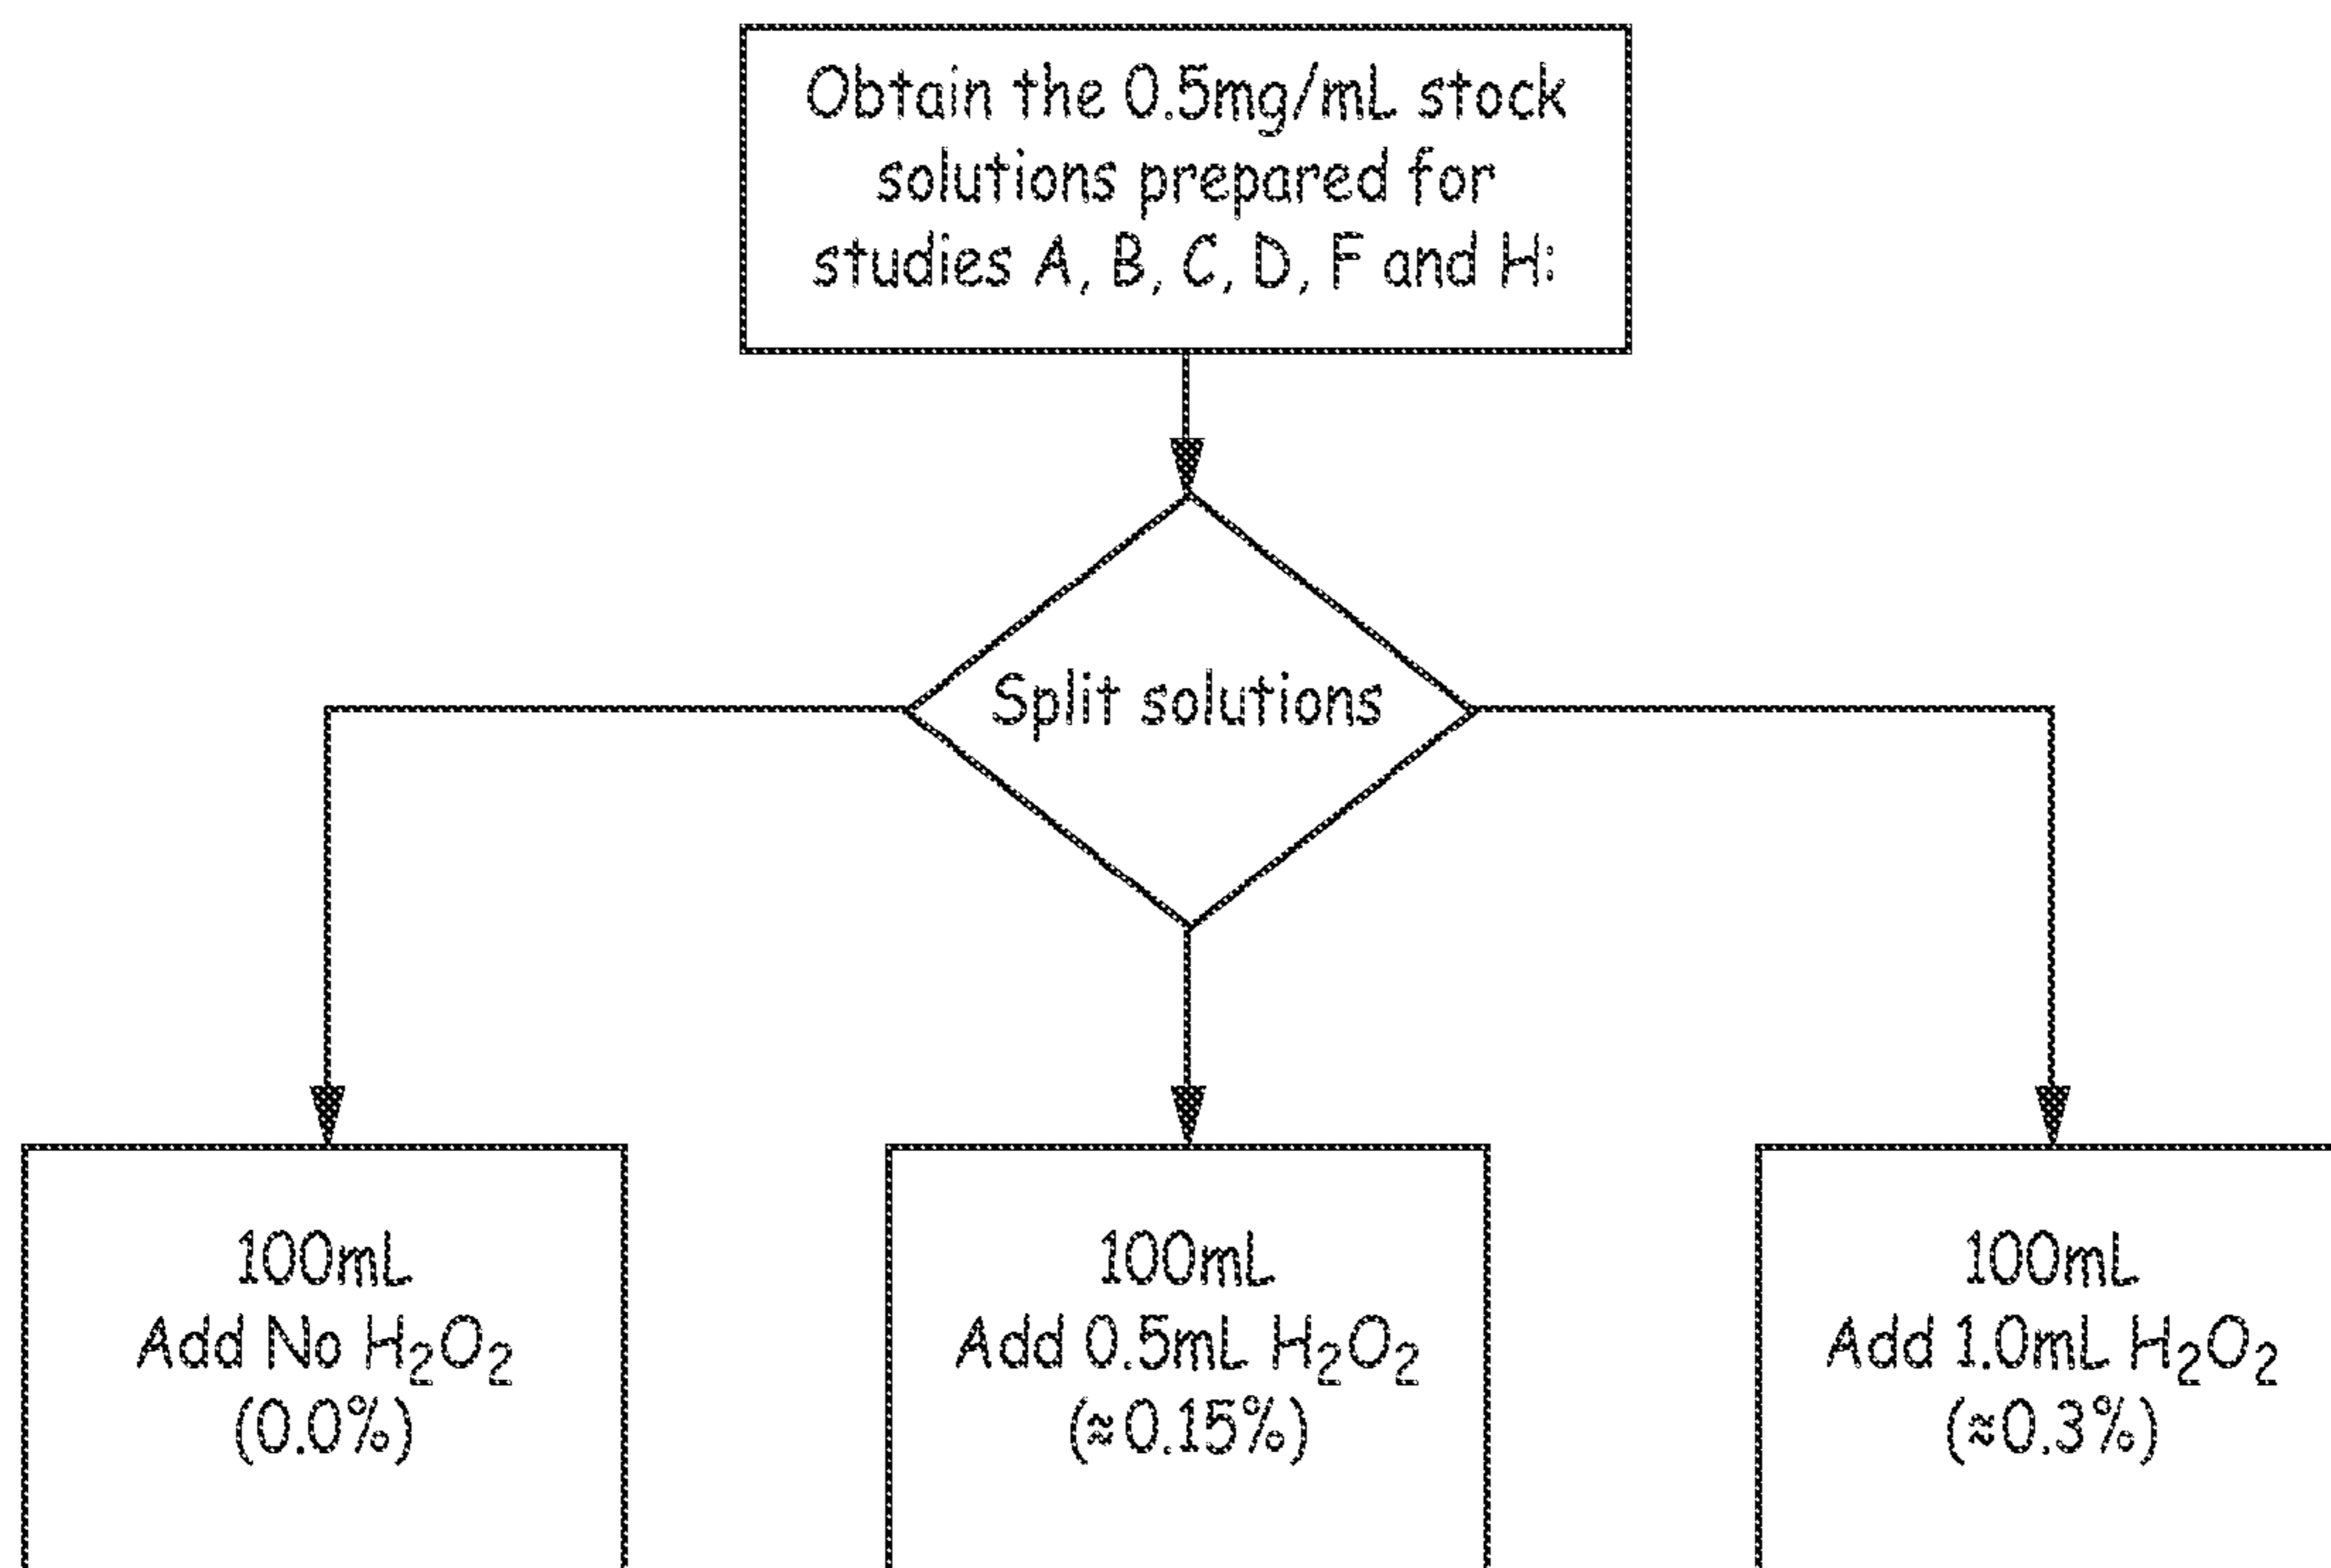 Obtain the 0.5mg/mL stock
solutions prepared for
studies A, B, C, D, F and H:
Split solutions
100mL
Add No H₂O₂
(0.0%)
100mL
Add 0.5mL H₂O₂
(≈0.15%)
100mL
Add 1.0mL H₂O₂
(≈0.3%)